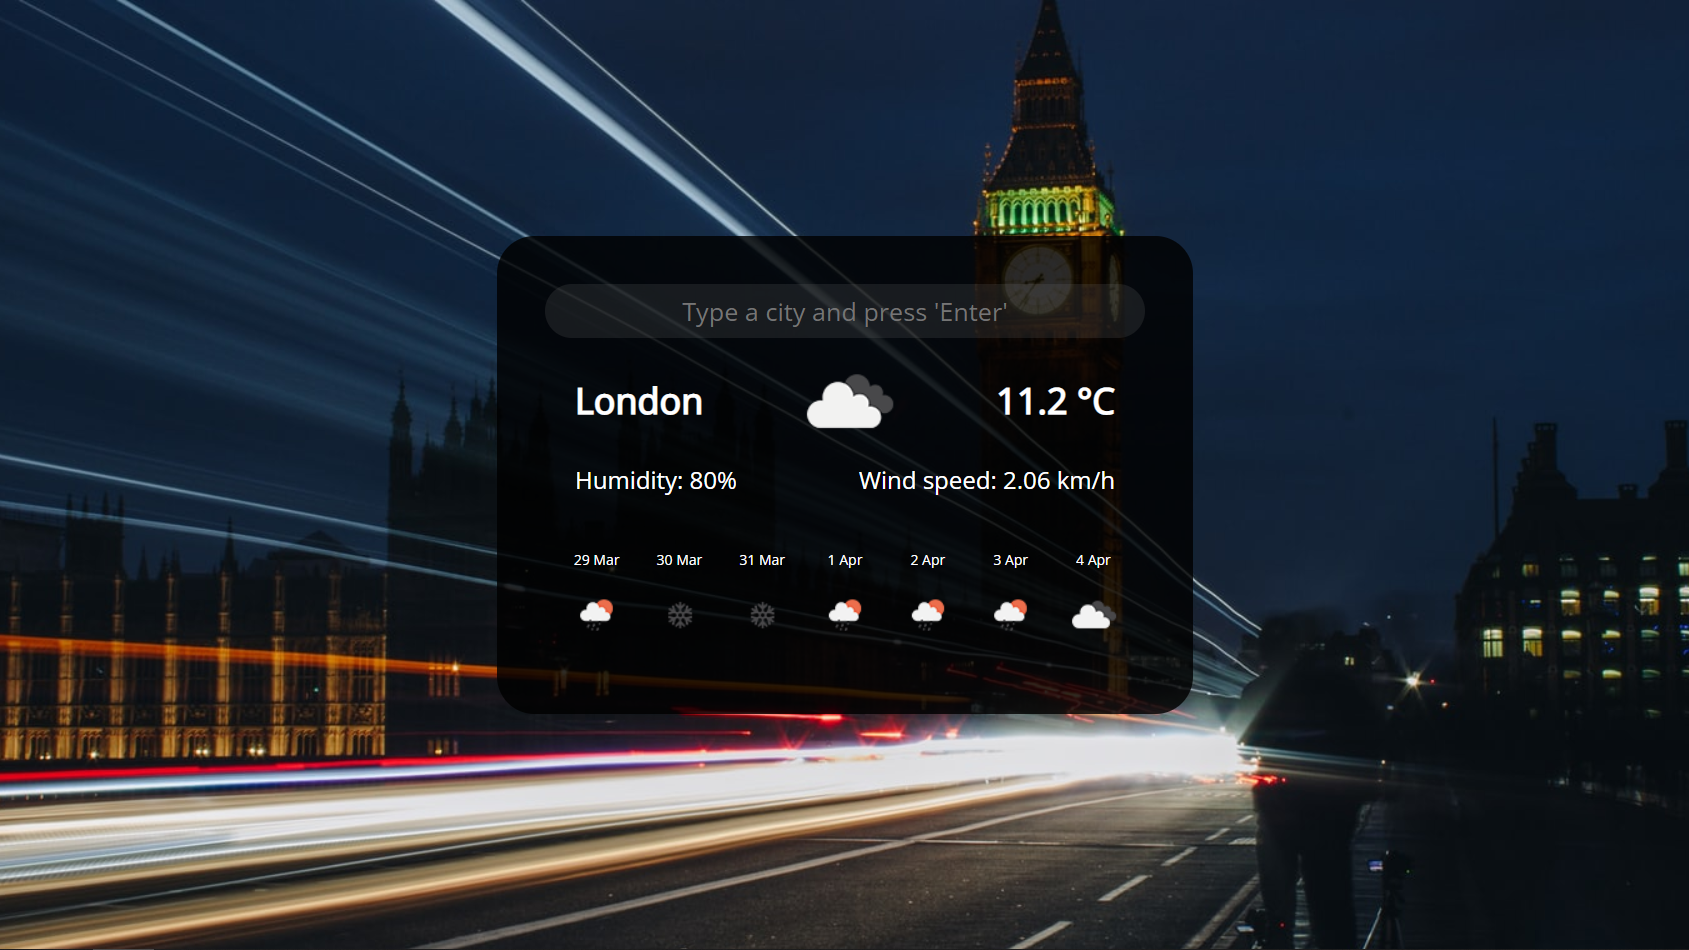 Type a city and press 'Enter'
London 11.2 °C
Humidity: 80% Wind speed: 2.06 km/h
29 Mar 30 Mar 31 Mar 1 Apr 2 Apr 3 Apr 4 Apr